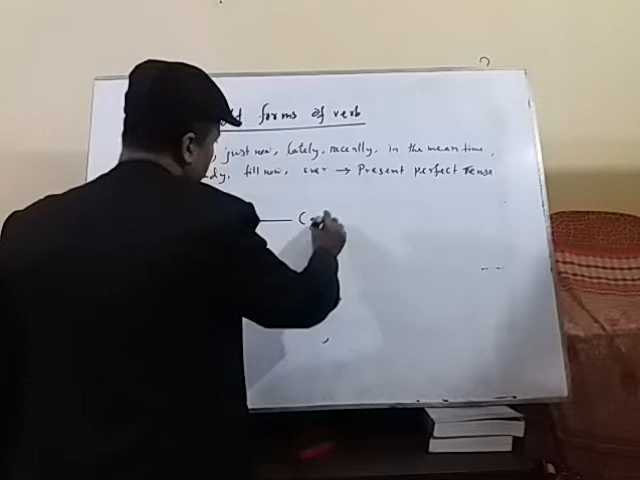 forms of verb
just now, lately, recently, in the mean time,
till now, ever → Present perfect Tense
(